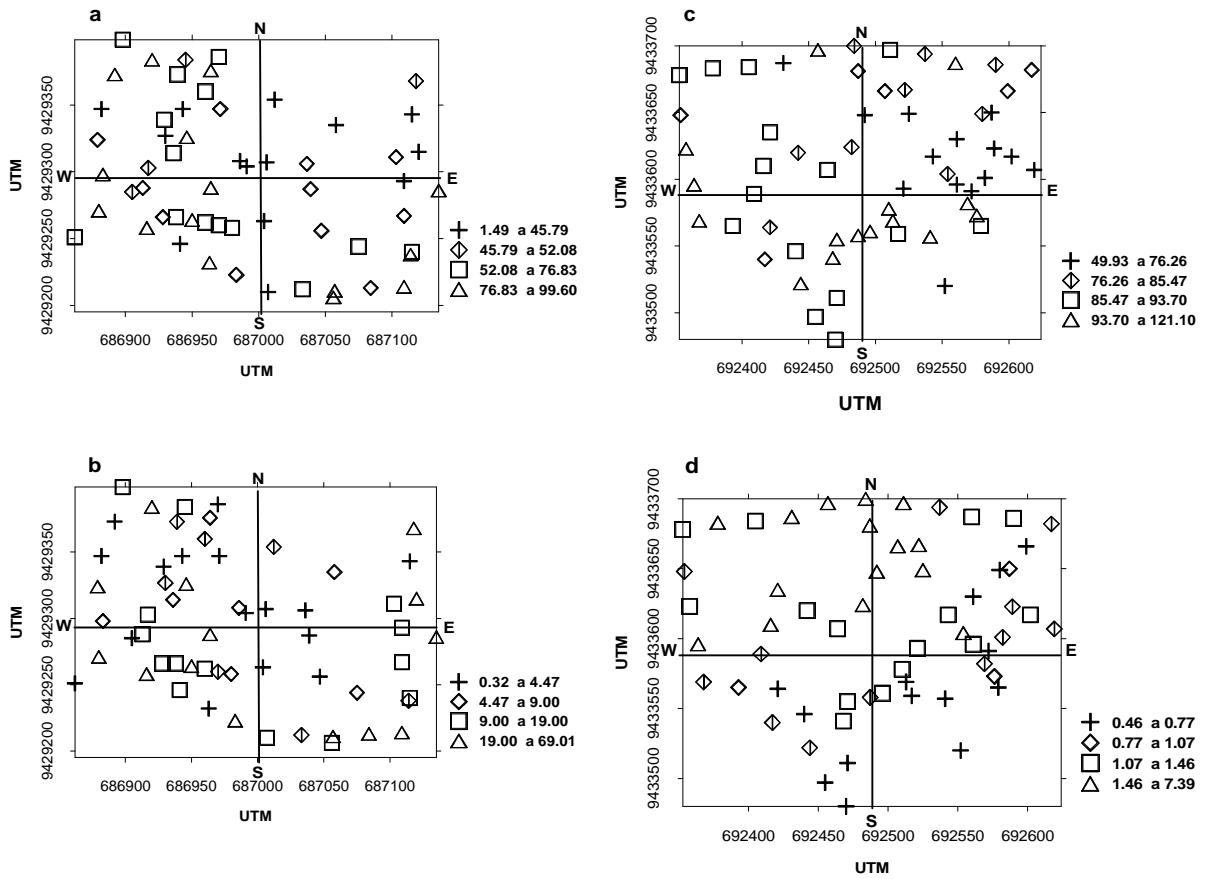 a
N
9429350
9429300
9429250
9429200
UTM
W
E
S
686900 686950 687000 687050 687100
UTM
1.49 a 45.79
45.79 a 52.08
52.08 a 76.83
76.83 a 99.60
c
N
9433700
9433650
9433600
9433550
9433500
UTM
W
E
S
692400 692450 692500 692550 692600
UTM
49.93 a 76.26
76.26 a 85.47
85.47 a 93.70
93.70 a 121.10
b
N
9429350
9429300
9429250
9429200
UTM
W
E
S
686900 686950 687000 687050 687100
UTM
0.32 a 4.47
4.47 a 9.00
9.00 a 19.00
19.00 a 69.01
d
N
9433700
9433650
9433600
9433550
9433500
UTM
W
E
S
692400 692450 692500 692550 692600
UTM
0.46 a 0.77
0.77 a 1.07
1.07 a 1.46
1.46 a 7.39